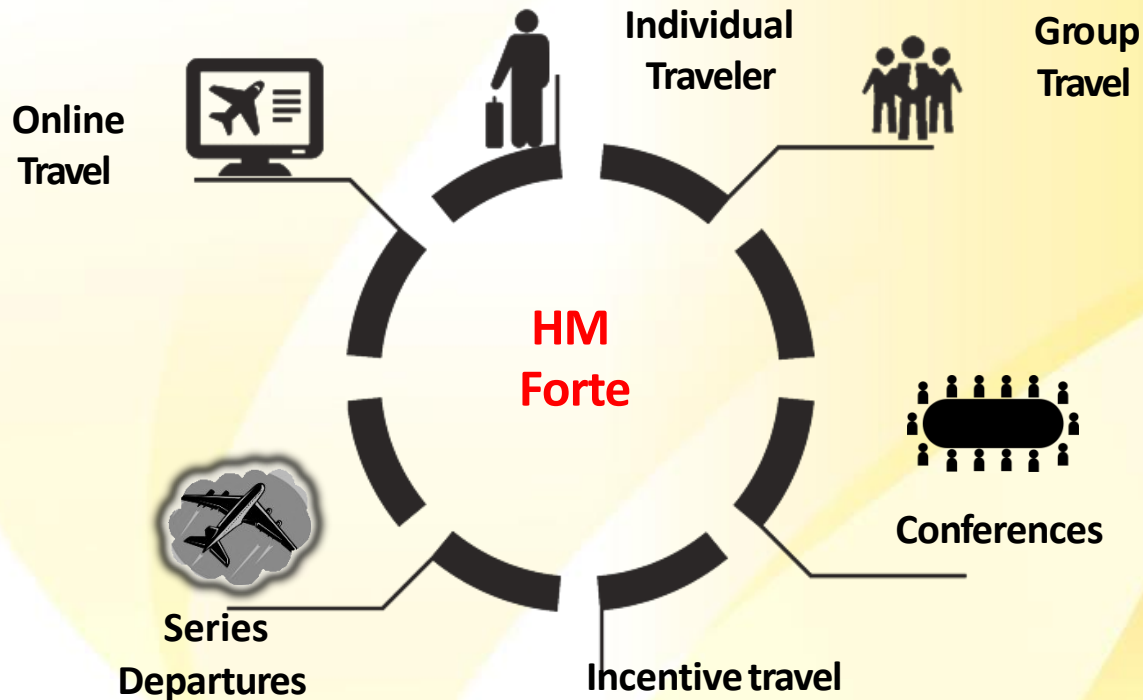 Individual
Traveler
Group
Travel
Online
Travel
HM
Forte
Conferences
Series
Departures
Incentive travel